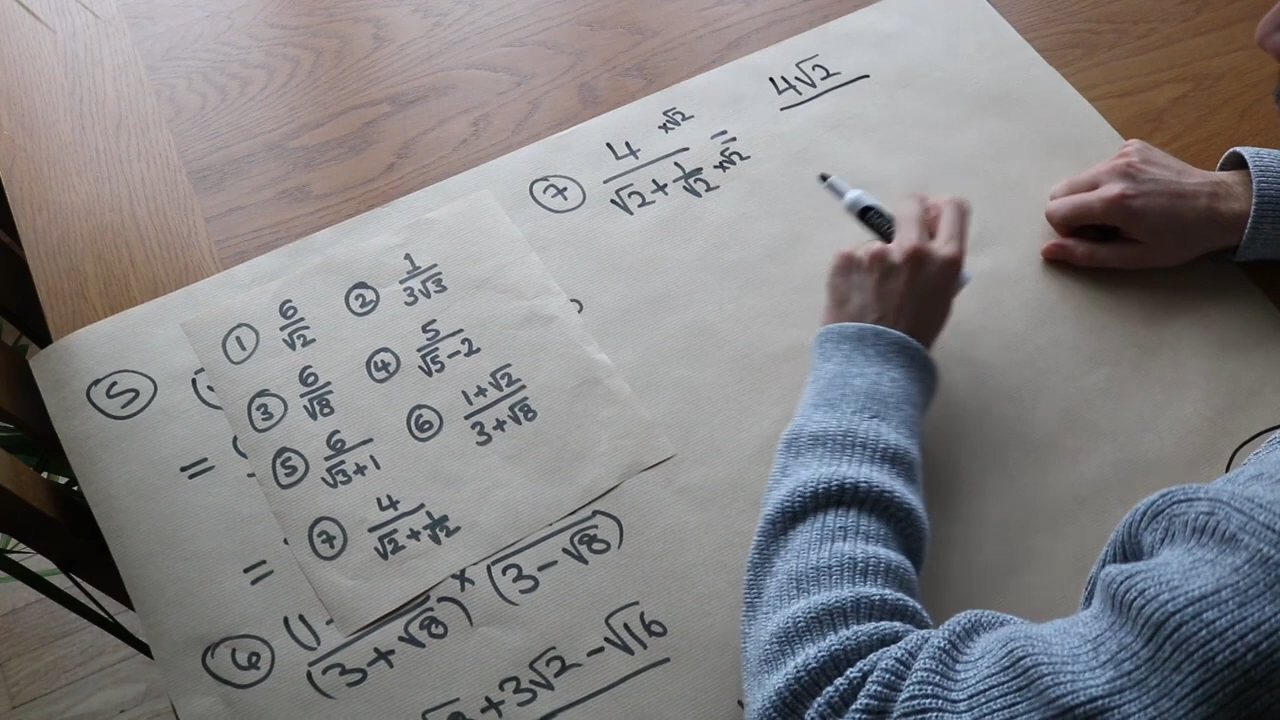 4√2
⑦ 4 ×√2 / √2 + 1/√2 ×√2 =
① 6/√2 ② 1/3√3
③ 6/√8 ④ 5/√5-2
⑤ 6/√3+1 ⑥ 1+√2/3+√8
⑦ 4/√2+1/√2
⑤
=
=
⑥ (1 / (3+√8) × / (3-√8)
+3√2-√16